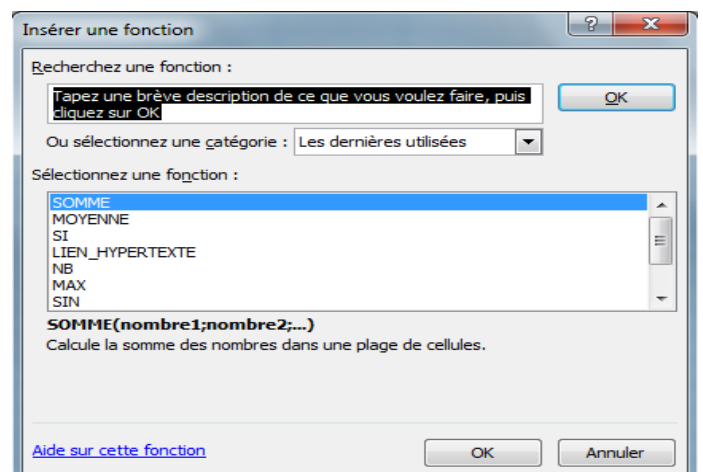 Insérer une fonction
?
Recherchez une fonction :
Tapez une brève description de ce que vous voulez faire, puis
cliquez sur OK
OK
Ou sélectionnez une catégorie : Les dernières utilisées
Sélectionnez une fonction :
SOMME
MOYENNE
SI
LIEN_HYPERTEXTE
NB
MAX
SIN
SOMME(nombre1;nombre2;...)
Calcule la somme des nombres dans une plage de cellules.
Aide sur cette fonction
OK
Annuler